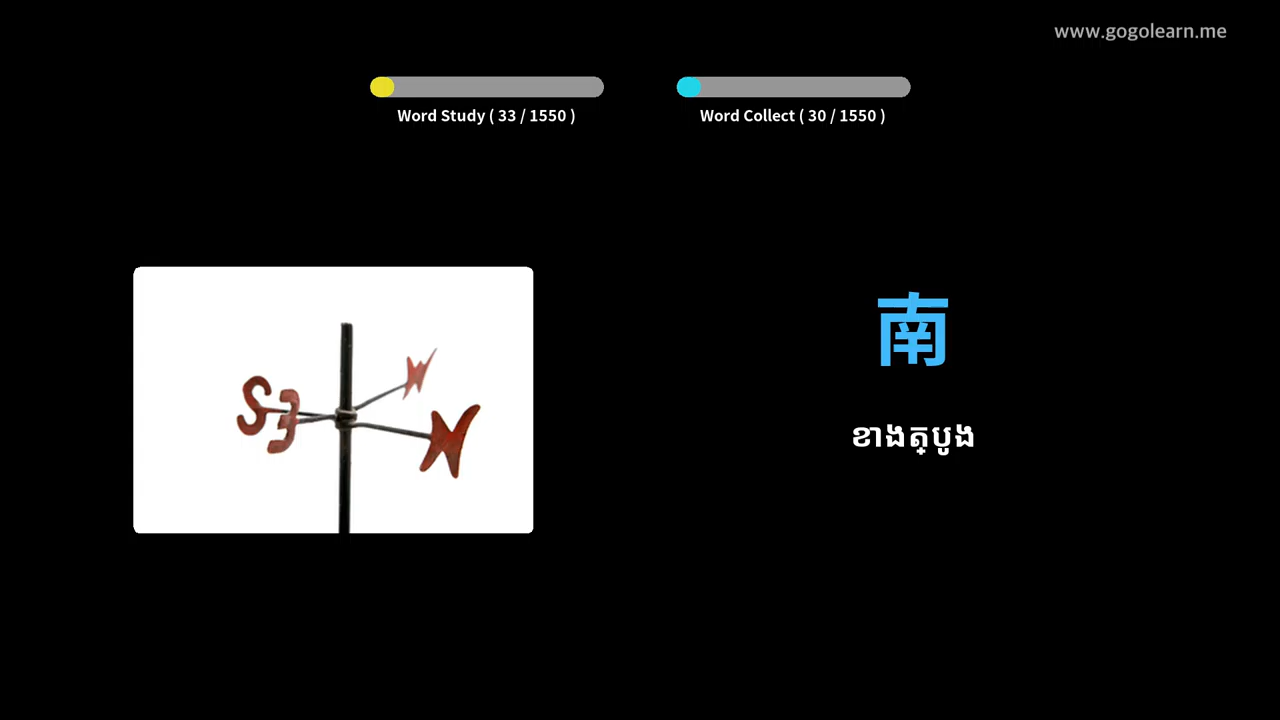 www.gogolearn.me
Word Study ( 33 / 1550 )
Word Collect ( 30 / 1550 )
S E N N
南
ខាងត្បូង